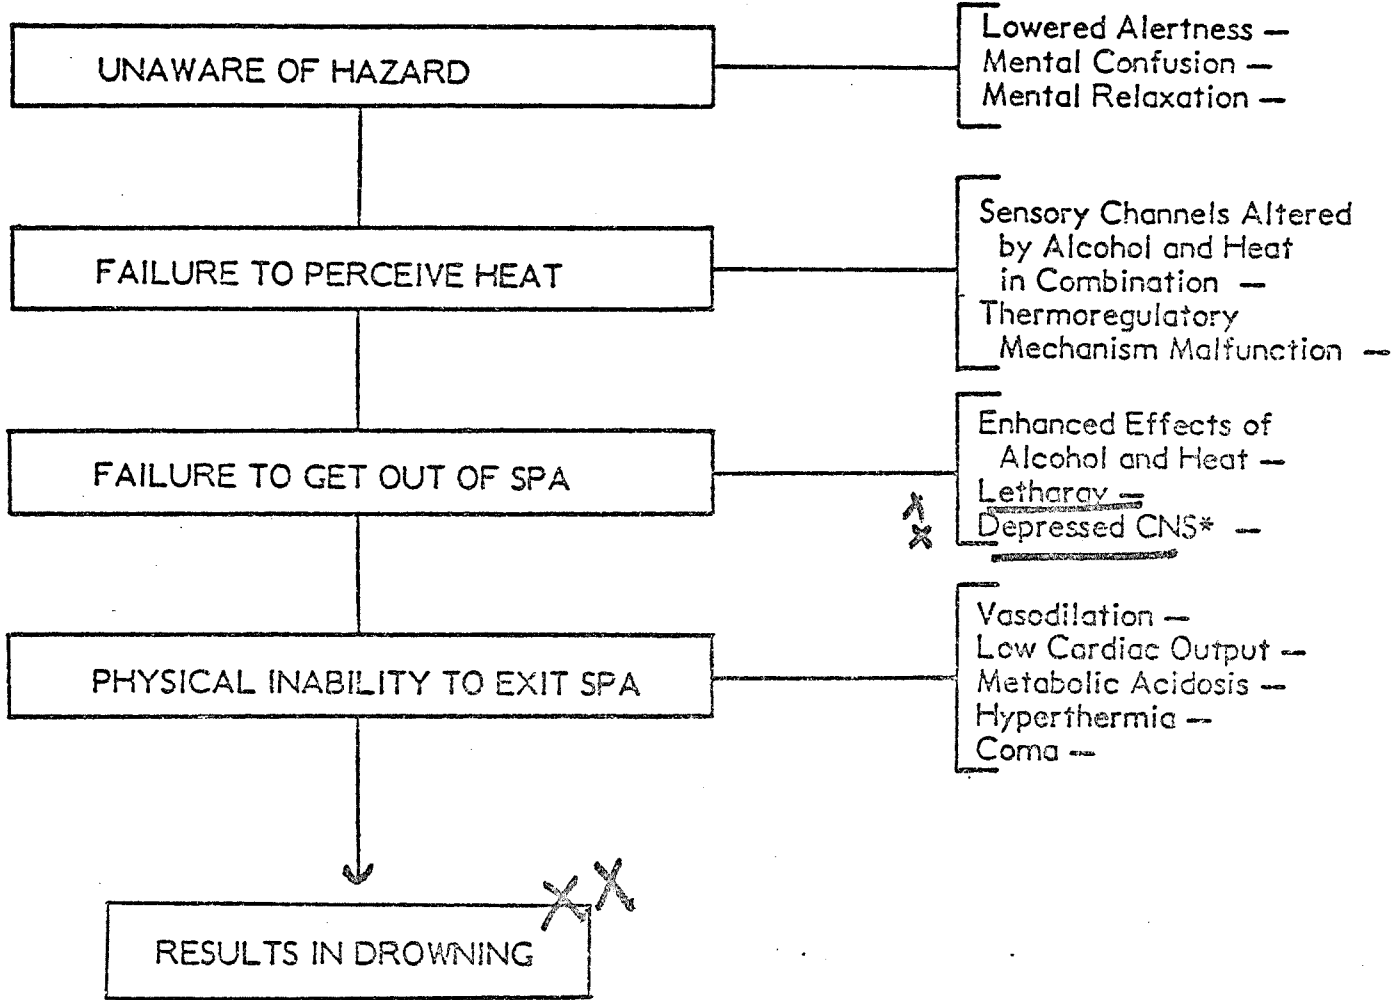 UNAWARE OF HAZARD
Lowered Alertness —
Mental Confusion —
Mental Relaxation —
FAILURE TO PERCEIVE HEAT
Sensory Channels Altered
by Alcohol and Heat
in Combination —
Thermoregulatory
Mechanism Malfunction —
FAILURE TO GET OUT OF SPA
Enhanced Effects of
Alcohol and Heat —
Lethargy —
X
X Depressed CNS* —
PHYSICAL INABILITY TO EXIT SPA
Vasodilation —
Low Cardiac Output —
Metabolic Acidosis —
Hyperthermia —
Coma —
X X
RESULTS IN DROWNING